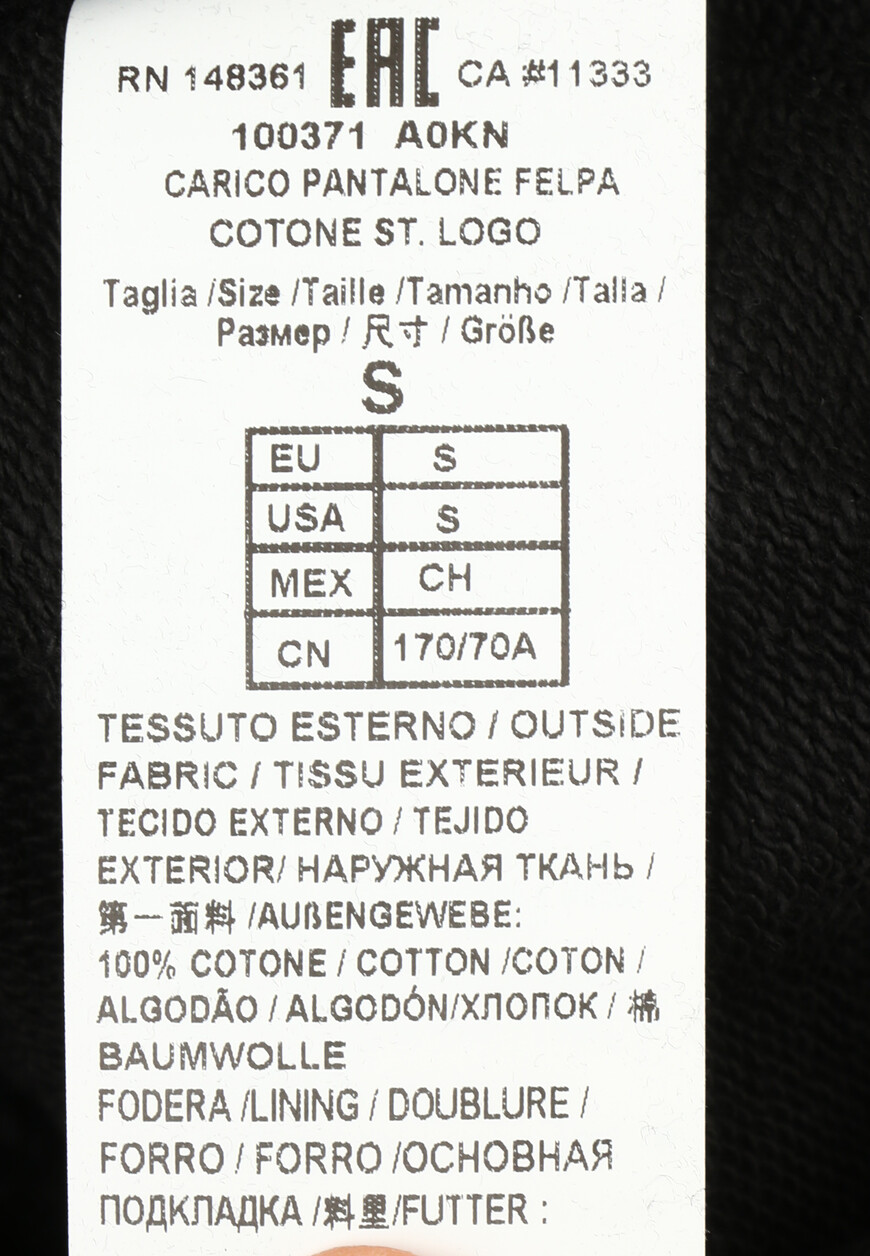 RN 148361 EAC CA #11333
100371 A0KN
CARICO PANTALONE FELPA
COTONE ST. LOGO
Taglia /Size /Taille /Tamanho /Talla /
Размер / 尺寸 / Größe
S
EU S
USA S
MEX CH
CN 170/70A
TESSUTO ESTERNO / OUTSIDE
FABRIC / TISSU EXTERIEUR /
TECIDO EXTERNO / TEJIDO
EXTERIOR/ НАРУЖНАЯ ТКАНЬ /
第一面料 /AUßENGEWEBE:
100% COTONE / COTTON /COTON /
ALGODÃO / ALGODÓN/ХЛОПОК / 棉
BAUMWOLLE
FODERA /LINING / DOUBLURE /
FORRO / FORRO /ОСНОВНАЯ
ПОДКЛАДКА /料里/FUTTER :